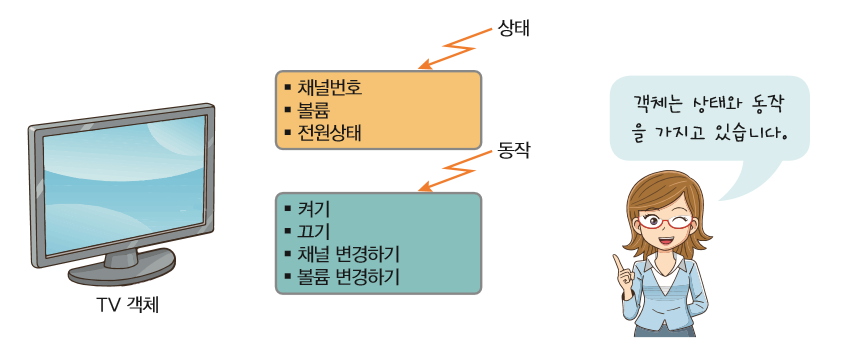 상태
▪ 채널번호
▪ 볼륨
▪ 전원상태
동작
▪ 켜기
▪ 끄기
▪ 채널 변경하기
▪ 볼륨 변경하기
TV 객체
객체는 상태와 동작
을 가지고 있습니다.